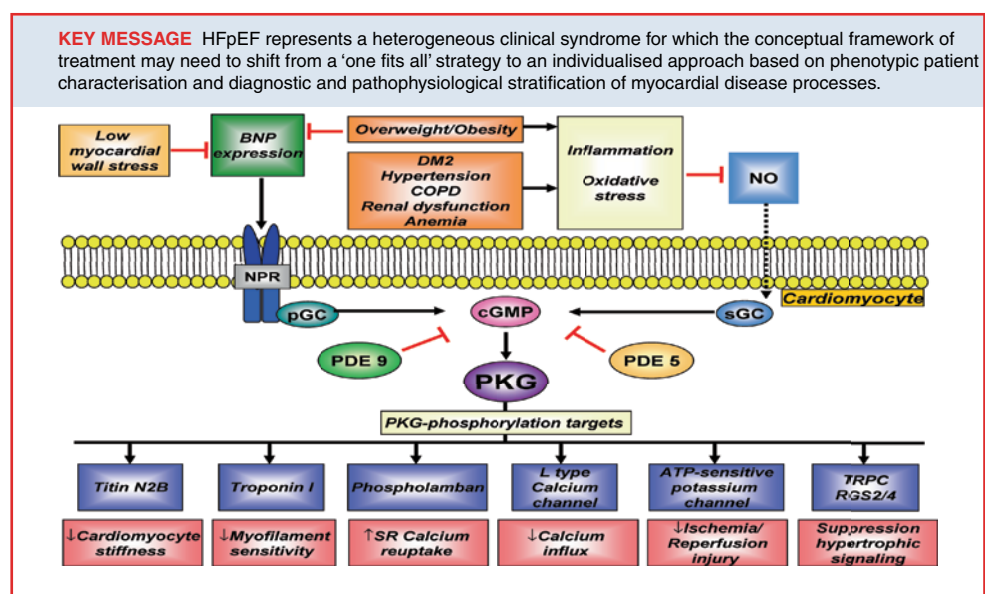 KEY MESSAGE HFpEF represents a heterogeneous clinical syndrome for which the conceptual framework of
treatment may need to shift from a 'one fits all' strategy to an individualised approach based on phenotypic patient
characterisation and diagnostic and pathophysiological stratification of myocardial disease processes.
Low
myocardial
wall stress
BNP
expression
Overweight/Obesity
DM2
Hypertension
COPD
Renal dysfunction
Anemia
Inflammation
Oxidative
stress
NO
NPR
pGC
cGMP
sGC
Cardiomyocyte
PDE 9
PDE 5
PKG
PKG-phosphorylation targets
Titin N2B
Troponin I
Phospholamban
L type
Calcium
channel
ATP-sensitive
potassium
channel
TRPC
RGS2/4
↓Cardiomyocyte
stiffness
↓Myofilament
sensitivity
↑SR Calcium
reuptake
↓Calcium
influx
↓Ischemia/
Reperfusion
injury
Suppression
hypertrophic
signaling